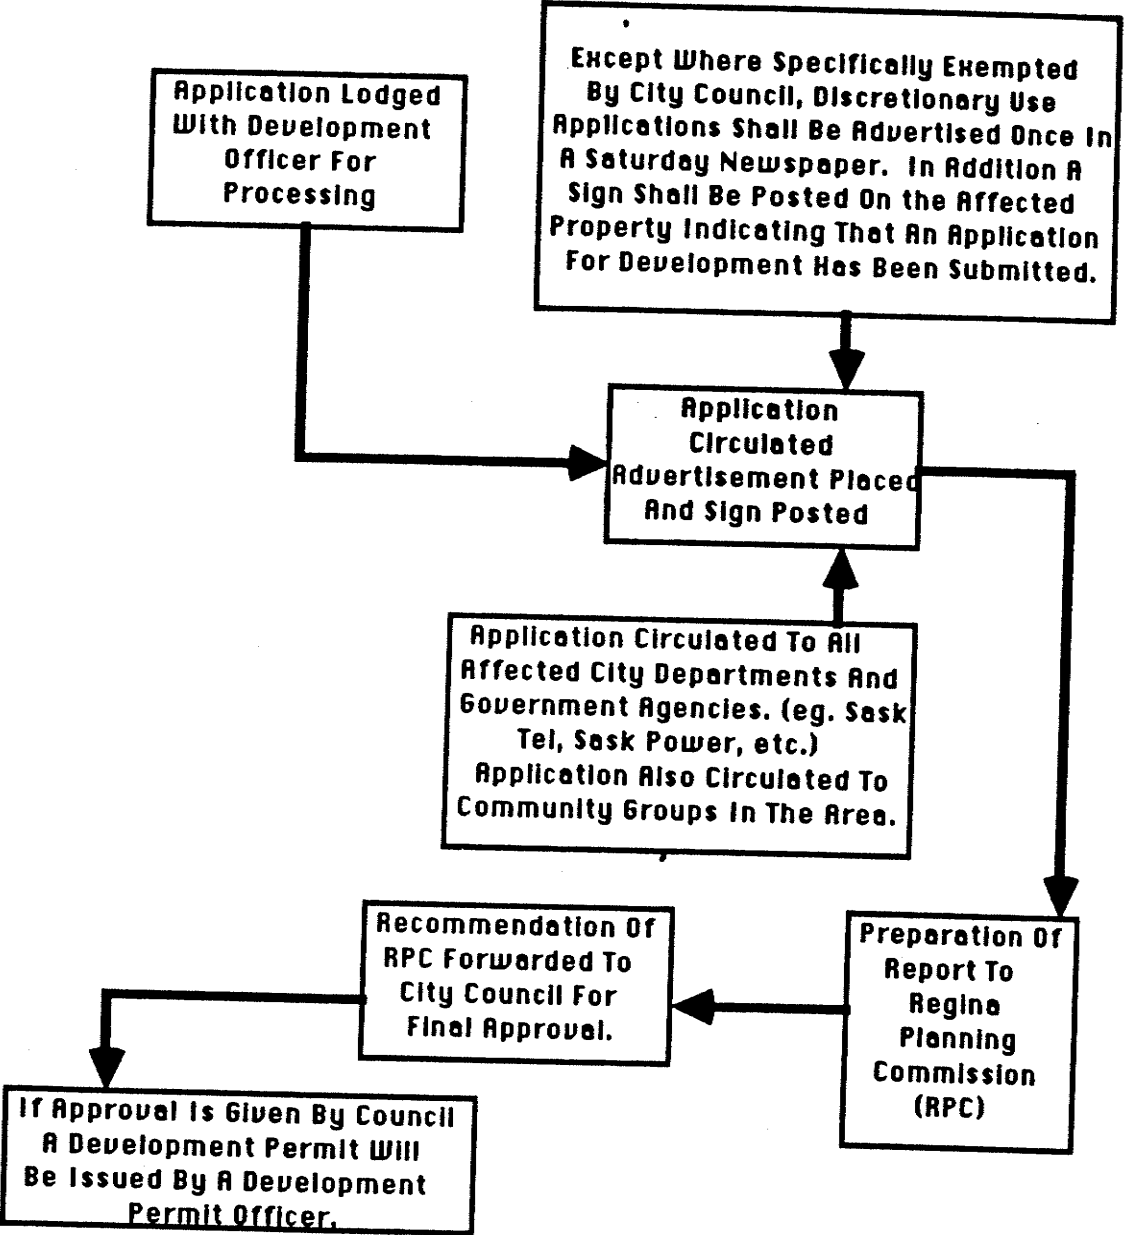 Application Lodged
With Development
Officer For
Processing
Except Where Specifically Exempted
By City Council, Discretionary Use
Applications Shall Be Advertised Once In
A Saturday Newspaper. In Addition A
Sign Shall Be Posted On the Affected
Property Indicating That An Application
For Development Has Been Submitted.
Application
Circulated
Advertisement Placed
And Sign Posted
Application Circulated To All
Affected City Departments And
Government Agencies. (eg. Sask
Tel, Sask Power, etc.)
Application Also Circulated To
Community Groups In The Area.
Preparation Of
Report To
Regina
Planning
Commission
(RPC)
Recommendation Of
RPC Forwarded To
City Council For
Final Approval.
If Approval Is Given By Council
A Development Permit Will
Be Issued By A Development
Permit Officer.